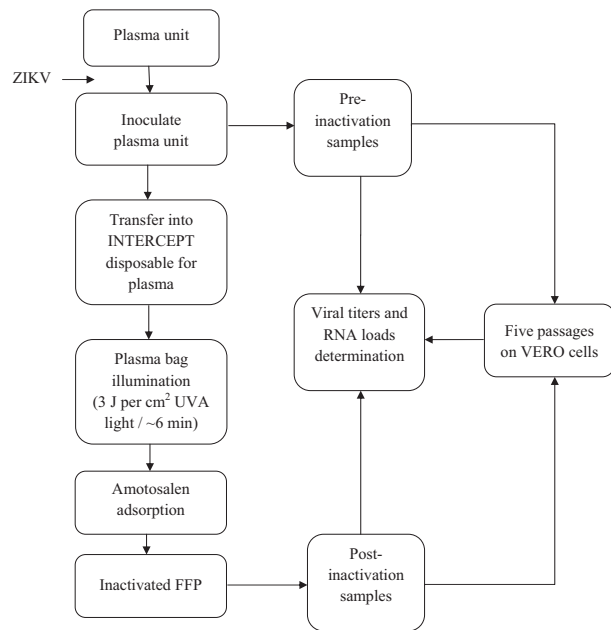 Plasma unit
ZIKV
Inoculate
plasma unit
Pre-
inactivation
samples
Transfer into
INTERCEPT
disposable for
plasma
Viral titers and
RNA loads
determination
Five passages
on VERO cells
Plasma bag
illumination
(3 J per cm² UVA
light / ~6 min)
Amotosalen
adsorption
Inactivated FFP
Post-
inactivation
samples